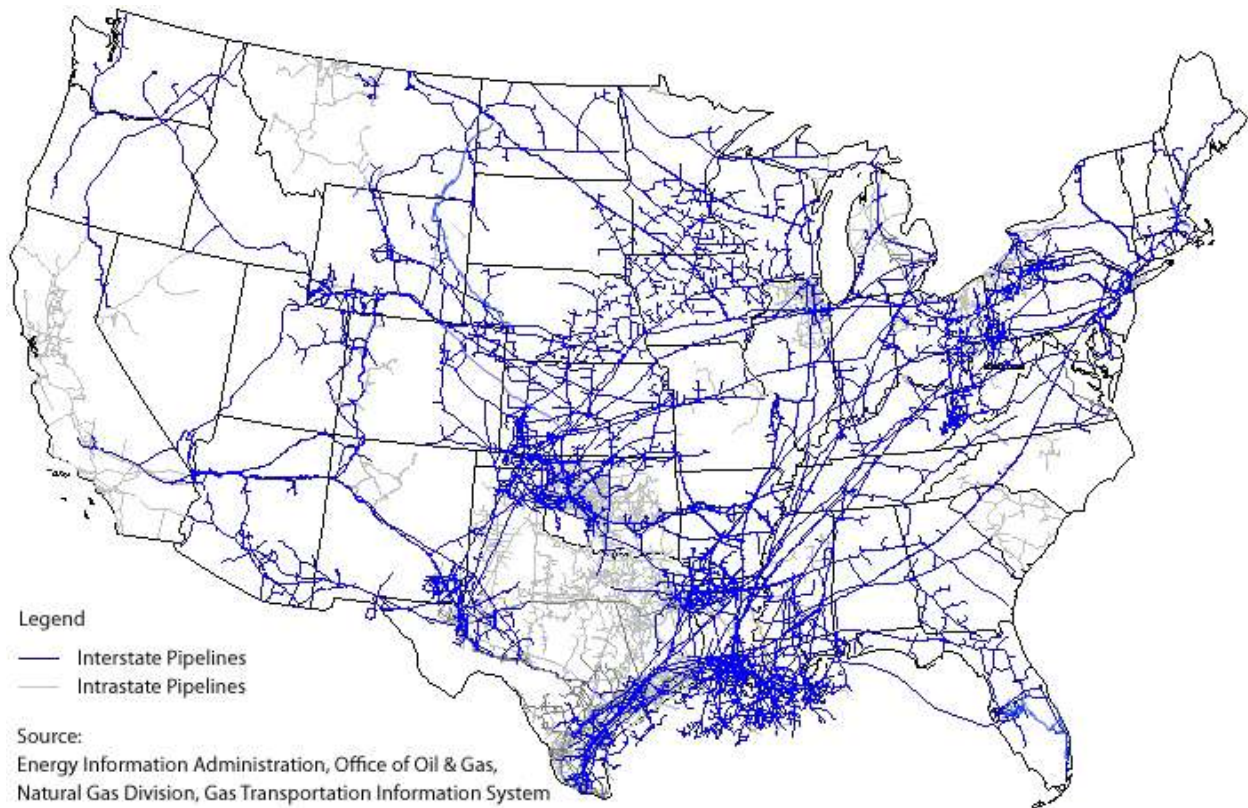 Legend
Interstate Pipelines
Intrastate Pipelines
Source:
Energy Information Administration, Office of Oil & Gas,
Natural Gas Division, Gas Transportation Information System